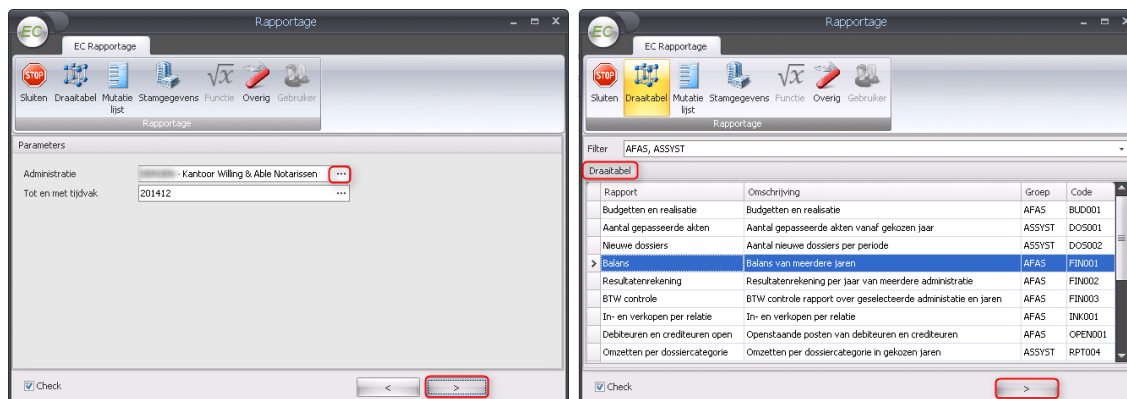 Rapportage
EC
EC Rapportage
STOP
√x
Sluiten Draaitabel Mutatie lijst Stamgegevens Functie Overig Gebruiker
Rapportage
Parameters
Administratie - Kantoor Willing & Able Notarissen ...
Tot en met tijdvak 201412 ...
Check < >
Rapportage
EC
EC Rapportage
STOP
√x
Sluiten Draaitabel Mutatie lijst Stamgegevens Functie Overig Gebruiker
Rapportage
Filter AFAS, ASSYST
Draaitabel
Rapport Omschrijving Groep Code
Budgetten en realisatie Budgetten en realisatie AFAS BUD001
Aantal gepasseerde akten Aantal gepasseerde akten vanaf gekozen jaar ASSYST DOS001
Nieuwe dossiers Aantal nieuwe dossiers per periode ASSYST DOS002
> Balans Balans van meerdere jaren AFAS FIN001
Resultatenrekening Resultatenrekening per jaar van meerdere administratie AFAS FIN002
BTW controle BTW controle rapport over geselecteerde administatie en jaren AFAS FIN003
In- en verkopen per relatie In- en verkopen per relatie AFAS INK001
Debiteuren en crediteuren open Openstaande posten van debiteuren en crediteuren AFAS OPEN001
Omzetten per dossiercategorie Omzetten per dossiercategorie in gekozen jaren ASSYST RPT004
Check >